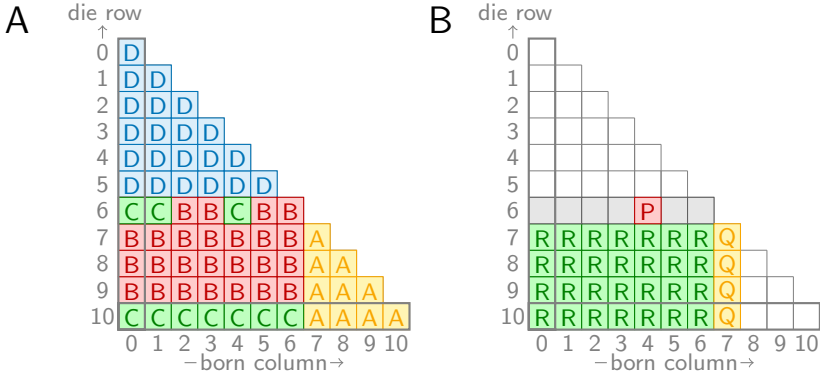 A
die row
↑
0 D
1 D D
2 D D D
3 D D D D
4 D D D D D
5 D D D D D D
6 C C B B C B B
7 B B B B B B B A
8 B B B B B B B A A
9 B B B B B B B A A A
10 C C C C C C C A A A A
0 1 2 3 4 5 6 7 8 9 10
−born column→
B
die row
↑
0
1
2
3
4
5
6 P
7 R R R R R R R Q
8 R R R R R R R Q
9 R R R R R R R Q
10 R R R R R R R Q
0 1 2 3 4 5 6 7 8 9 10
−born column→